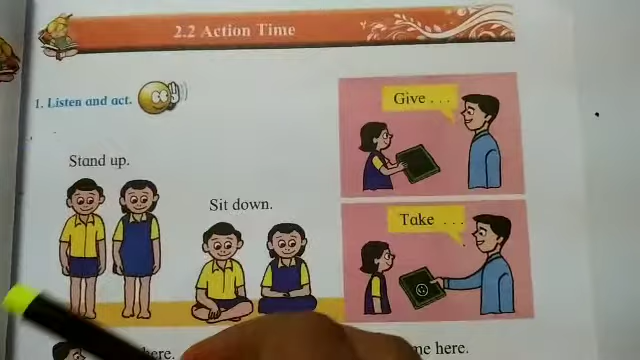 2.2 Action Time
1. Listen and act.
Give . . .
Stand up.
Sit down.
Take . . .
here.
me here.